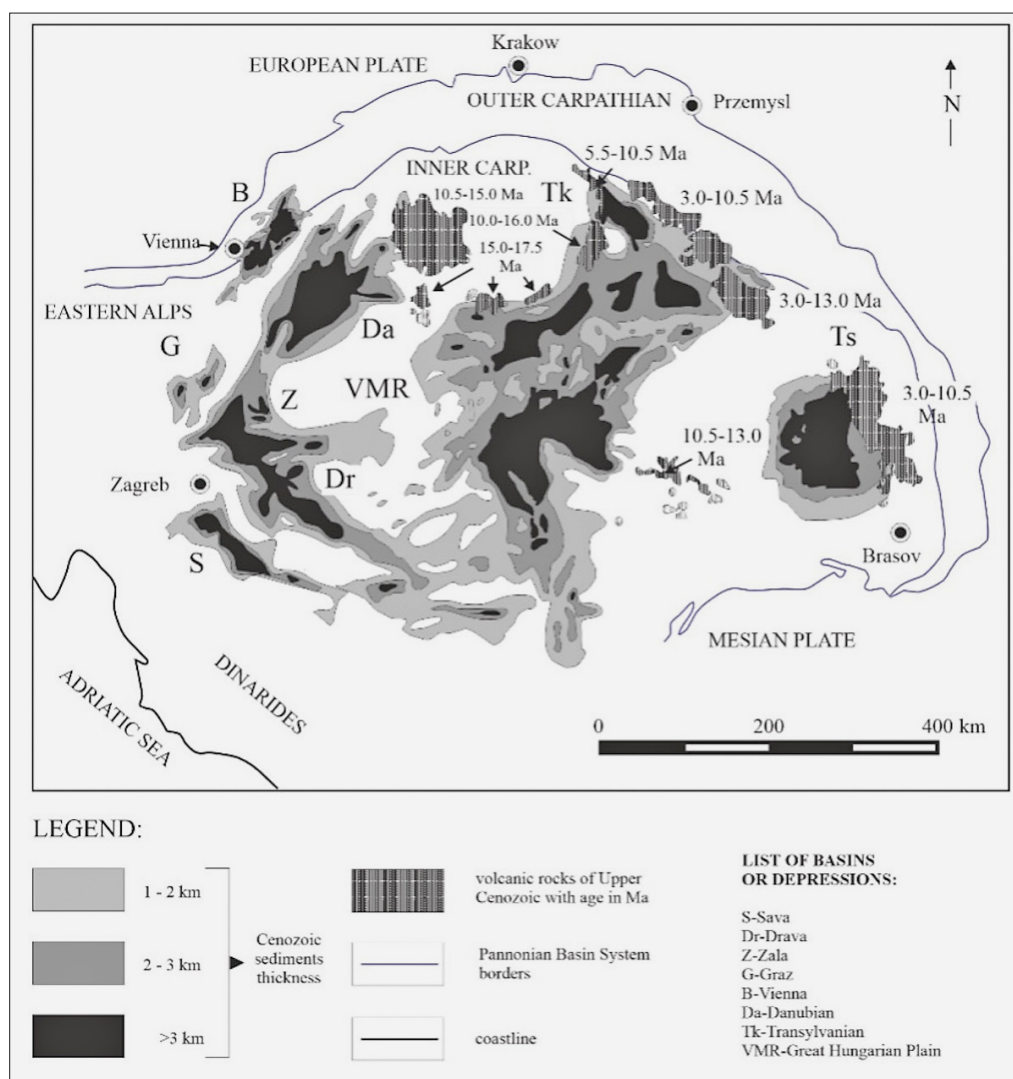 Krakow
EUROPEAN PLATE
OUTER CARPATHIAN
Przemysl
N
5.5-10.5 Ma
INNER CARP.
Tk
B
10.5-15.0 Ma
3.0-10.5 Ma
10.0-16.0 Ma
Vienna
15.0-17.5
Ma
EASTERN ALPS
3.0-13.0 Ma
Da
G
Ts
VMR
Z
3.0-10.5
Ma
10.5-13.0
Ma
Dr
Zagreb
Brasov
S
MESIAN PLATE
DINARIDES
ADRIATIC SEA
0
200
400 km
LEGEND:
1 - 2 km
2 - 3 km
>3 km
Cenozoic
sediments
thickness
volcanic rocks of Upper
Cenozoic with age in Ma
Pannonian Basin System
borders
coastline
LIST OF BASINS
OR DEPRESSIONS:
S-Sava
Dr-Drava
Z-Zala
G-Graz
B-Vienna
Da-Danubian
Tk-Transylvanian
VMR-Great Hungarian Plain